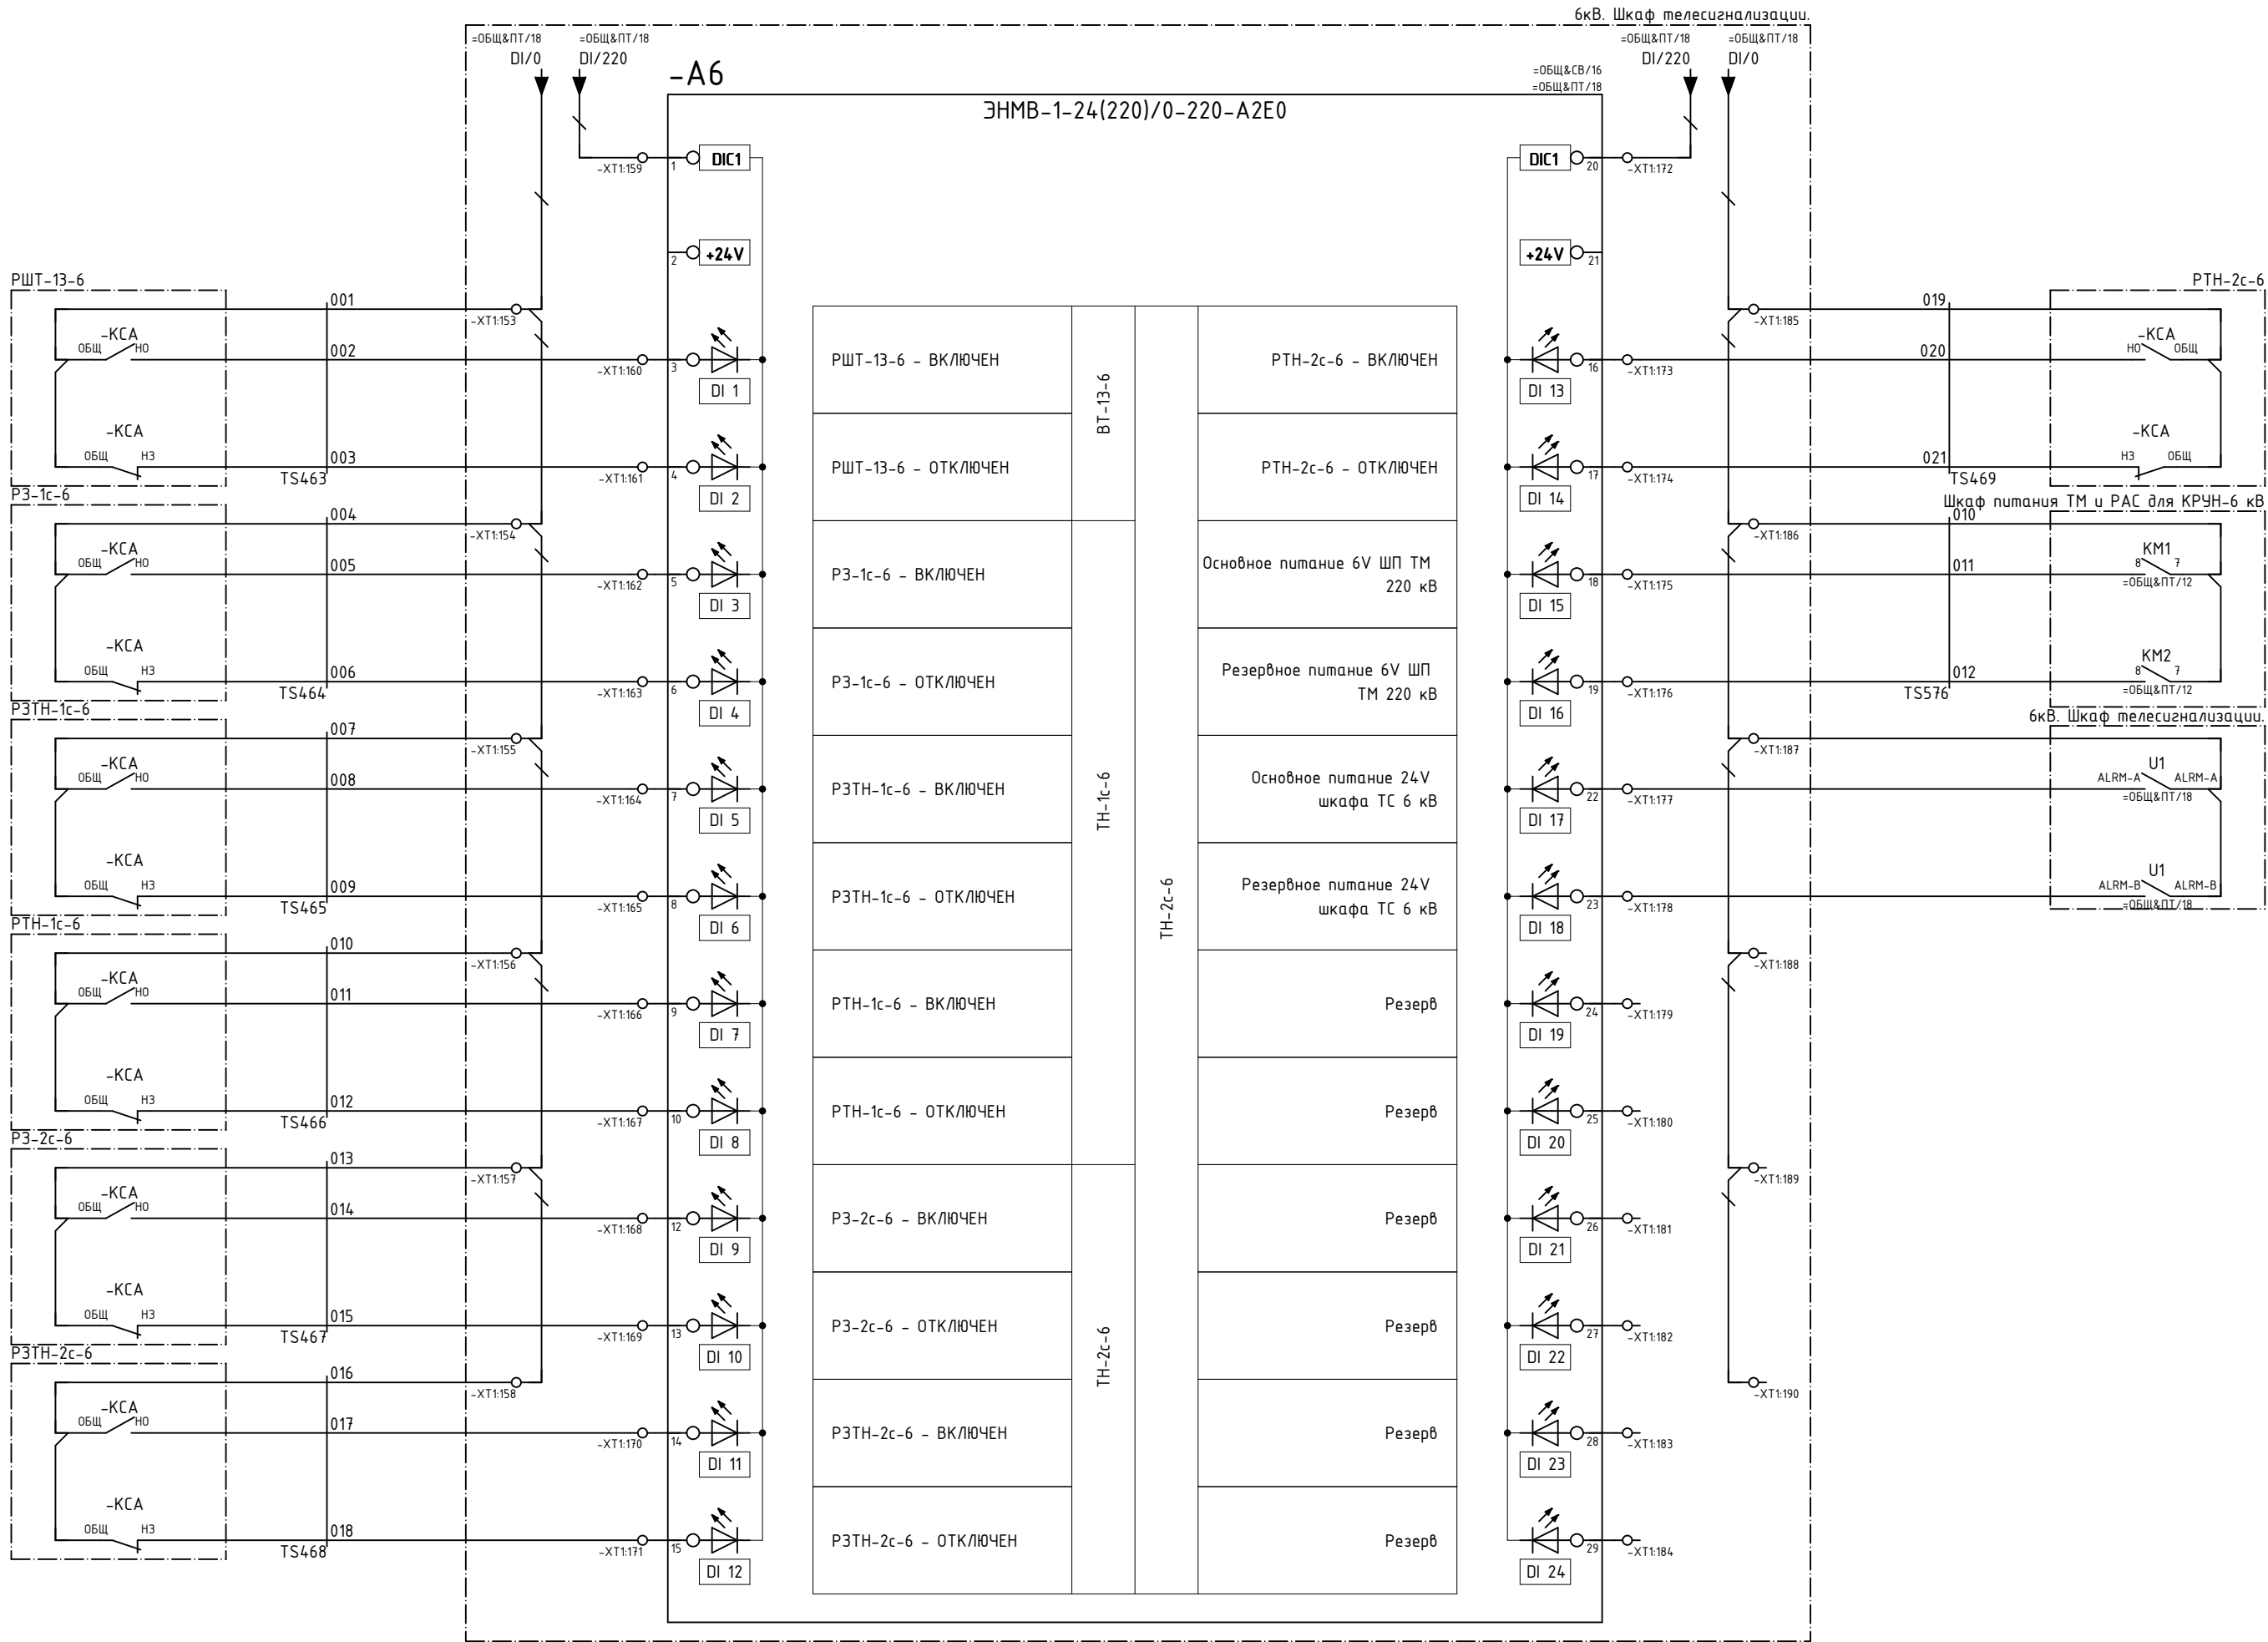 6кВ. Шкаф телесигнализации.
=ОБЩ&ПТ/18
DI/0
=ОБЩ&ПТ/18
DI/220
=ОБЩ&ПТ/18
DI/220
=ОБЩ&ПТ/18
DI/0
-A6
=ОБЩ&СВ/16
=ОБЩ&ПТ/18
ЭНМВ-1-24(220)/0-220-А2Е0
-XT1:159
1
DIC1
DIC1
20
-XT1:172
2
+24V
+24V
21
РШТ-13-6
001
-XT1:153
-КСА
ОБЩ
НО
002
-XT1:160
3
DI 1
РШТ-13-6 - ВКЛЮЧЕН
-КСА
ОБЩ
НЗ
003
TS463
-XT1:161
4
DI 2
РШТ-13-6 - ОТКЛЮЧЕН
ВТ-13-6
РЗ-1с-6
004
-XT1:154
-КСА
ОБЩ
НО
005
-XT1:162
5
DI 3
РЗ-1с-6 - ВКЛЮЧЕН
-КСА
ОБЩ
НЗ
006
TS464
-XT1:163
6
DI 4
РЗ-1с-6 - ОТКЛЮЧЕН
РЗТН-1с-6
007
-XT1:155
-КСА
ОБЩ
НО
008
-XT1:164
7
DI 5
РЗТН-1с-6 - ВКЛЮЧЕН
ТН-1с-6
-КСА
ОБЩ
НЗ
009
TS465
-XT1:165
8
DI 6
РЗТН-1с-6 - ОТКЛЮЧЕН
РТН-1с-6
010
-XT1:156
-КСА
ОБЩ
НО
011
-XT1:166
9
DI 7
РТН-1с-6 - ВКЛЮЧЕН
-КСА
ОБЩ
НЗ
012
TS466
-XT1:167
10
DI 8
РТН-1с-6 - ОТКЛЮЧЕН
РЗ-2с-6
013
-XT1:157
-КСА
ОБЩ
НО
014
-XT1:168
12
DI 9
РЗ-2с-6 - ВКЛЮЧЕН
-КСА
ОБЩ
НЗ
015
TS467
-XT1:169
13
DI 10
РЗ-2с-6 - ОТКЛЮЧЕН
ТН-2с-6
РЗТН-2с-6
016
-XT1:158
-КСА
ОБЩ
НО
017
-XT1:170
14
DI 11
РЗТН-2с-6 - ВКЛЮЧЕН
-КСА
ОБЩ
НЗ
018
TS468
-XT1:171
15
DI 12
РЗТН-2с-6 - ОТКЛЮЧЕН
ТН-2с-6
РТН-2с-6
019
-XT1:185
РТН-2с-6 - ВКЛЮЧЕН
DI 13
16
-XT1:173
020
-КСА
НО
ОБЩ
РТН-2с-6 - ОТКЛЮЧЕН
DI 14
17
-XT1:174
021
TS469
-КСА
НЗ
ОБЩ
Шкаф питания ТМ и РАС для КРУН-6 кВ
010
-XT1:186
Основное питание 6V ШП ТМ
220 кВ
DI 15
18
-XT1:175
011
KM1
8
7
=ОБЩ&ПТ/12
Резервное питание 6V ШП
ТМ 220 кВ
DI 16
19
-XT1:176
012
TS576
KM2
8
7
=ОБЩ&ПТ/12
6кВ. Шкаф телесигнализации.
-XT1:187
Основное питание 24V
шкафа ТС 6 кВ
DI 17
22
-XT1:177
U1
ALRM-A
ALRM-A
=ОБЩ&ПТ/18
Резервное питание 24V
шкафа ТС 6 кВ
DI 18
23
-XT1:178
U1
ALRM-B
ALRM-B
=ОБЩ&ПТ/18
-XT1:188
Резерв
DI 19
24
-XT1:179
Резерв
DI 20
25
-XT1:180
-XT1:189
Резерв
DI 21
26
-XT1:181
Резерв
DI 22
27
-XT1:182
-XT1:190
Резерв
DI 23
28
-XT1:183
Резерв
DI 24
29
-XT1:184